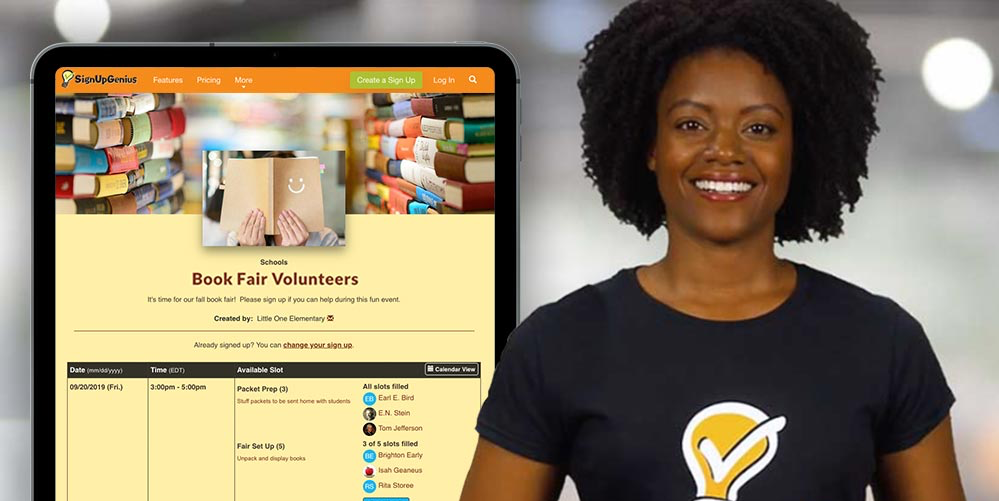 SignUpGenius Features Pricing More Create a Sign Up Log In
Schools
Book Fair Volunteers
It's time for our fall book fair! Please sign up if you can help during this fun event.
Created by: Little One Elementary
Already signed up? You can change your sign up.
Date (mm/dd/yyyy) Time (EDT) Available Slot Calendar View
09/20/2019 (Fri.) 3:00pm - 5:00pm Packet Prep (3) All slots filled
Stuff packets to be sent home with students EB Earl E. Bird
E.N. Stein
Tom Jefferson
Fair Set Up (5) 3 of 5 slots filled
Unpack and display books BE Brighton Early
Isah Geaneus
RS Rita Storee